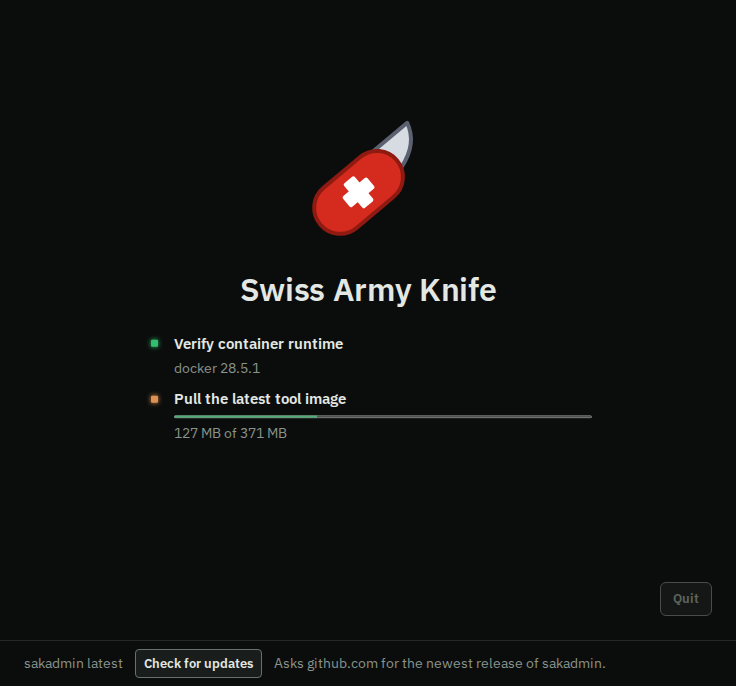 Swiss Army Knife
Verify container runtime
docker 28.5.1
Pull the latest tool image
127 MB of 371 MB
Quit
sakadmin latest Check for updates Asks github.com for the newest release of sakadmin.